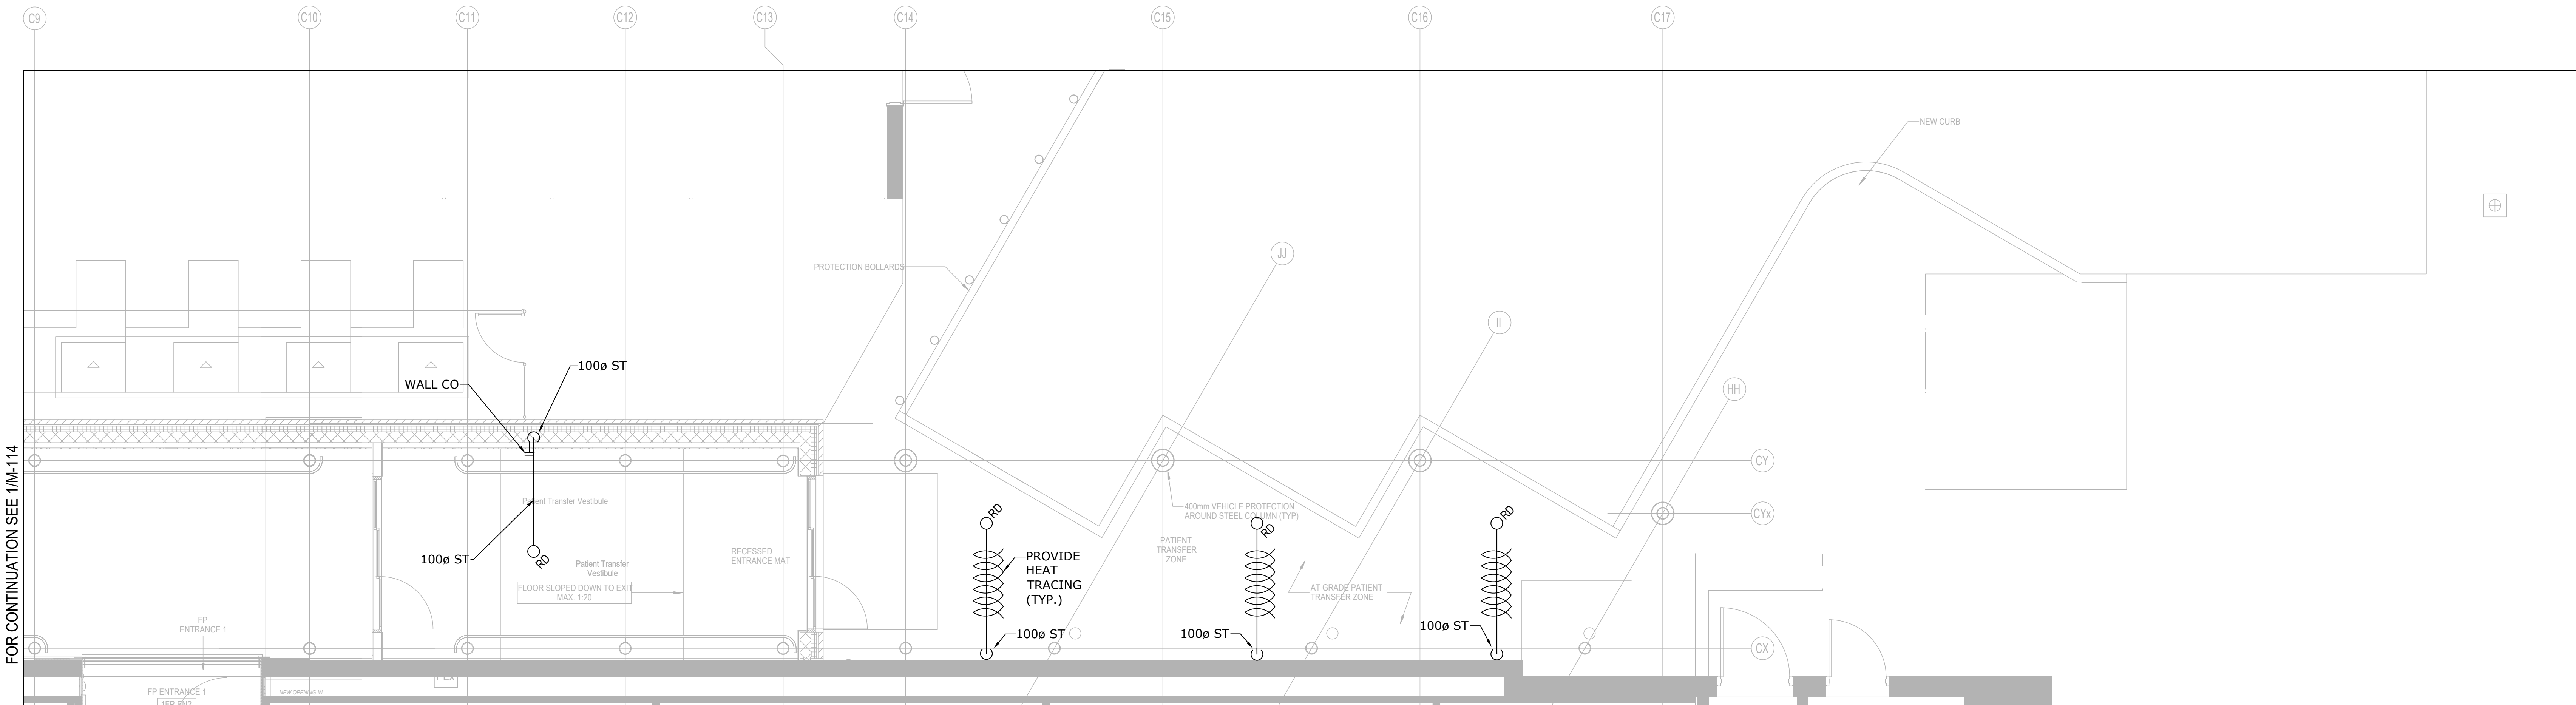 C9
C10
C11
C12
C13
C14
C15
C16
C17
NEW CURB
JJ
PROTECTION BOLLARDS
II
100ø ST
WALL CO
HH
FOR CONTINUATION SEE 1/M-114
CY
Patient Transfer Vestibule
400mm VEHICLE PROTECTION
AROUND STEEL COLUMN (TYP)
CYx
RD
RD
RD
PATIENT
TRANSFER
ZONE
RECESSED
ENTRANCE MAT
100ø ST
RD
PROVIDE
HEAT
TRACING
(TYP.)
Patient Transfer
Vestibule
FLOOR SLOPED DOWN TO EXIT
MAX. 1:20
AT GRADE PATIENT
TRANSFER ZONE
FP
ENTRANCE 1
100ø ST
100ø ST
100ø ST
CX
FP ENTRANCE 1
NEW OPENING IN